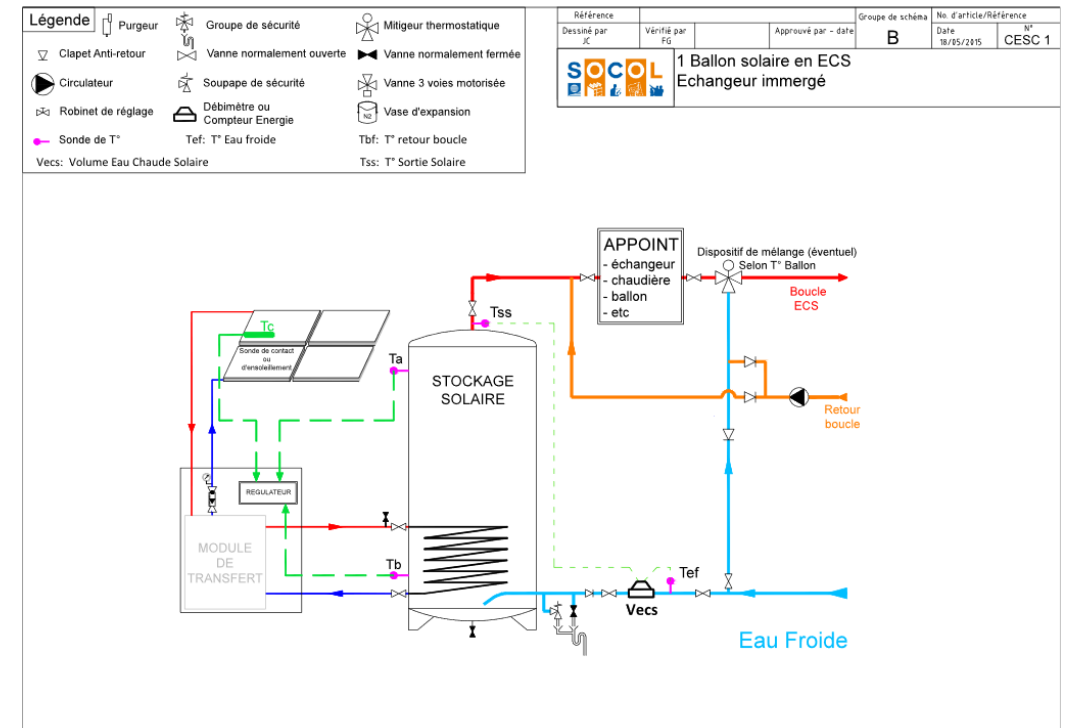 Légende
Purgeur
Groupe de sécurité
Mitigeur thermostatique
Clapet Anti-retour
Vanne normalement ouverte
Vanne normalement fermée
Circulateur
Soupape de sécurité
Vanne 3 voies motorisée
Robinet de réglage
Débimètre ou
Compteur Energie
N2
Vase d'expansion
Sonde de T°
Tef: T° Eau froide
Tbf: T° retour boucle
Vecs: Volume Eau Chaude Solaire
Tss: T° Sortie Solaire
Référence
Groupe de schéma
No. d'article/Référence
Dessiné par
JC
Vérifié par
FG
Approuvé par - date
B
Date
18/05/2015
N°
CESC 1
SOCOL
1 Ballon solaire en ECS
Echangeur immergé
APPOINT
- échangeur
- chaudière
- ballon
- etc
Dispositif de mélange (éventuel)
Selon T° Ballon
Boucle
ECS
Tss
Tc
Sonde de contact
ou
d'ensoleillement
Ta
STOCKAGE
SOLAIRE
Retour
boucle
REGULATEUR
MODULE
DE
TRANSFERT
Tb
Tef
Vecs
Eau Froide